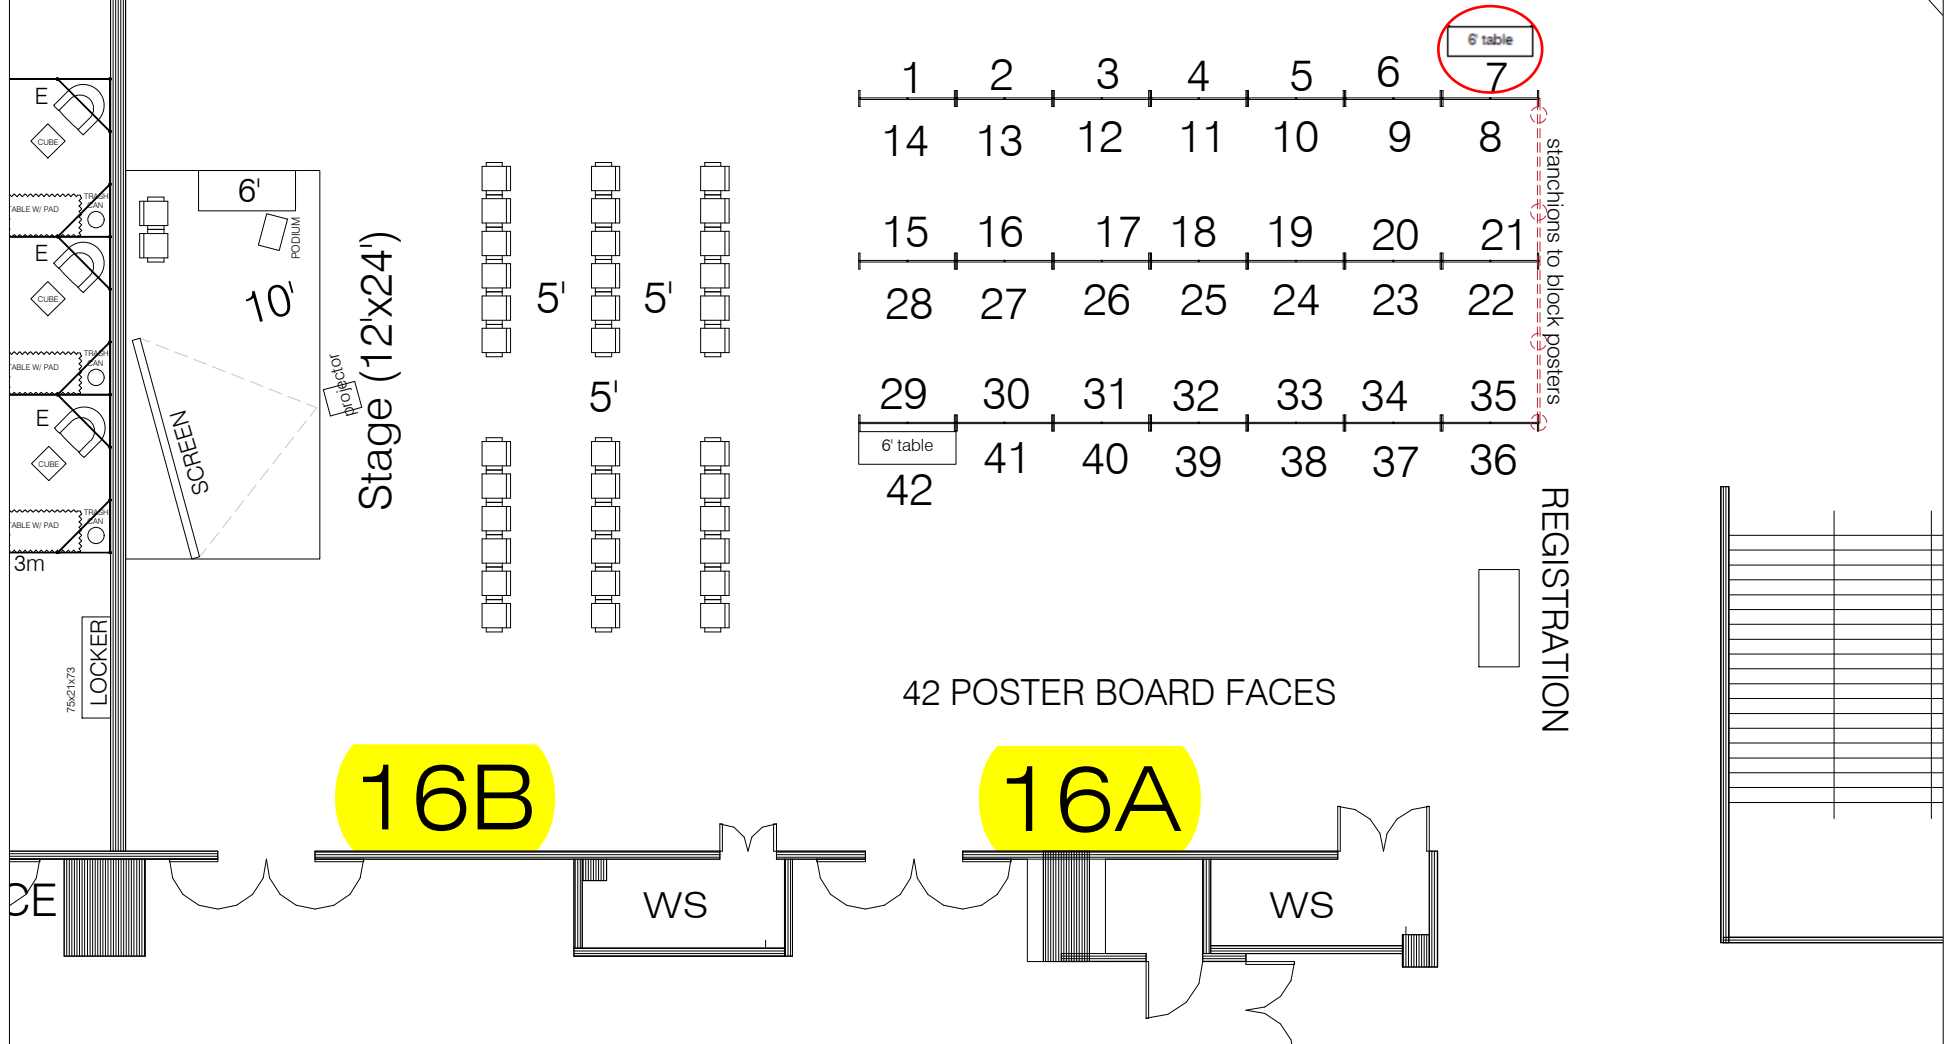 6' table
1 2 3 4 5 6 7
14 13 12 11 10 9 8
15 16 17 18 19 20 21
28 27 26 25 24 23 22
29 30 31 32 33 34 35
6' table
42 41 40 39 38 37 36
stanchions to block posters
REGISTRATION
42 POSTER BOARD FACES
E
CUBE
TRASH
CAN
TABLE W/ PAD
E
CUBE
TRASH
CAN
TABLE W/ PAD
E
CUBE
TRASH
CAN
TABLE W/ PAD
3m
6'
PODIUM
10'
SCREEN
projector
Stage (12'x24')
5'
5'
5'
LOCKER
75x21x73
16B
16A
WS
WS
CE